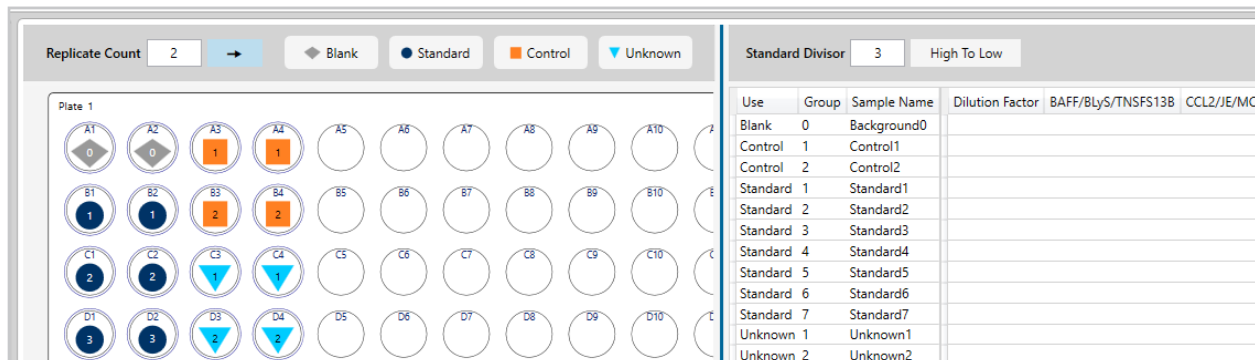 Replicate Count 2 → Blank Standard Control Unknown
Standard Divisor 3 High To Low
Plate 1
A1 A2 A3 A4 A5 A6 A7 A8 A9 A10
0 0 1 1
B1 B2 B3 B4 B5 B6 B7 B8 B9 B10
1 1 2 2
C1 C2 C3 C4 C5 C6 C7 C8 C9 C10
2 2 1 1
D1 D2 D3 D4 D5 D6 D7 D8 D9 D10
3 3 2 2
Use Group Sample Name Dilution Factor BAFF/BLyS/TNSFS13B CCL2/JE/MC
Blank 0 Background0
Control 1 Control1
Control 2 Control2
Standard 1 Standard1
Standard 2 Standard2
Standard 3 Standard3
Standard 4 Standard4
Standard 5 Standard5
Standard 6 Standard6
Standard 7 Standard7
Unknown 1 Unknown1
Unknown 2 Unknown2